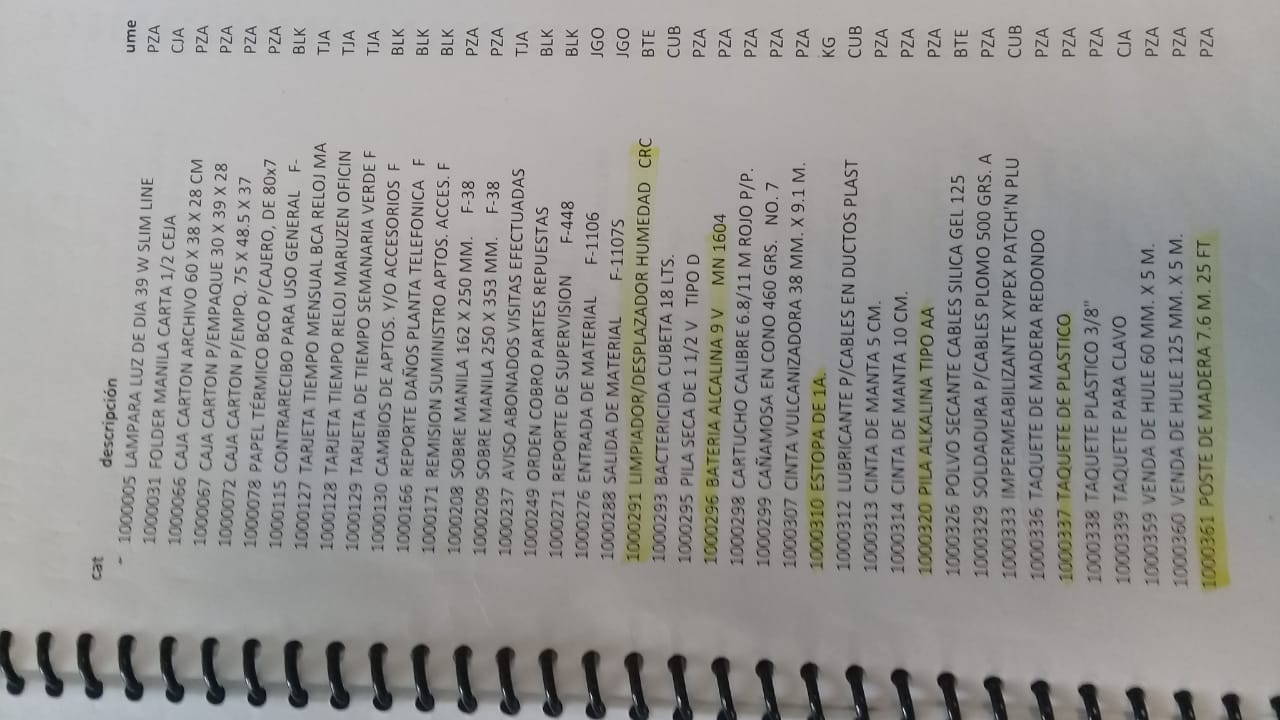 cat descripción ume
1000005 LAMPARA LUZ DE DIA 39 W SLIM LINE PZA
1000031 FOLDER MANILA CARTA 1/2 CEJA CJA
1000066 CAJA CARTON ARCHIVO 60 X 38 X 28 CM PZA
1000067 CAJA CARTON P/EMPAQUE 30 X 39 X 28 PZA
1000072 CAJA CARTON P/EMPQ. 75 X 48.5 X 37 PZA
1000078 PAPEL TÉRMICO BCO P/CAJERO, DE 80x7 PZA
1000115 CONTRARECIBO PARA USO GENERAL F- BLK
1000127 TARJETA TIEMPO MENSUAL BCA RELOJ MA TJA
1000128 TARJETA TIEMPO RELOJ MARUZEN OFICIN TJA
1000129 TARJETA DE TIEMPO SEMANARIA VERDE F TJA
1000130 CAMBIOS DE APTOS. Y/O ACCESORIOS F BLK
1000166 REPORTE DAÑOS PLANTA TELEFONICA F BLK
1000171 REMISION SUMINISTRO APTOS. ACCES. F BLK
1000208 SOBRE MANILA 162 X 250 MM. F-38 PZA
1000209 SOBRE MANILA 250 X 353 MM. F-38 PZA
1000237 AVISO ABONADOS VISITAS EFECTUADAS TJA
1000249 ORDEN COBRO PARTES REPUESTAS BLK
1000271 REPORTE DE SUPERVISION F-448 BLK
1000276 ENTRADA DE MATERIAL F-1106 JGO
1000288 SALIDA DE MATERIAL F-1107S JGO
1000291 LIMPIADOR/DESPLAZADOR HUMEDAD CRC BTE
1000293 BACTERICIDA CUBETA 18 LTS. CUB
1000295 PILA SECA DE 1 1/2 V TIPO D PZA
1000296 BATERIA ALCALINA 9 V MN 1604 PZA
1000298 CARTUCHO CALIBRE 6.8/11 M ROJO P/P. PZA
1000299 CAÑAMOSA EN CONO 460 GRS. NO. 7 PZA
1000307 CINTA VULCANIZADORA 38 MM. X 9.1 M. PZA
1000310 ESTOPA DE 1A. KG
1000312 LUBRICANTE P/CABLES EN DUCTOS PLAST CUB
1000313 CINTA DE MANTA 5 CM. PZA
1000314 CINTA DE MANTA 10 CM. PZA
1000320 PILA ALKALINA TIPO AA PZA
1000326 POLVO SECANTE CABLES SILICA GEL 125 BTE
1000329 SOLDADURA P/CABLES PLOMO 500 GRS. A PZA
1000333 IMPERMEABILIZANTE XYPEX PATCH'N PLU CUB
1000336 TAQUETE DE MADERA REDONDO PZA
1000337 TAQUETE DE PLASTICO PZA
1000338 TAQUETE PLASTICO 3/8" PZA
1000339 TAQUETE PARA CLAVO CJA
1000359 VENDA DE HULE 60 MM. X 5 M. PZA
1000360 VENDA DE HULE 125 MM. X 5 M. PZA
1000361 POSTE DE MADERA 7.6 M. 25 FT PZA